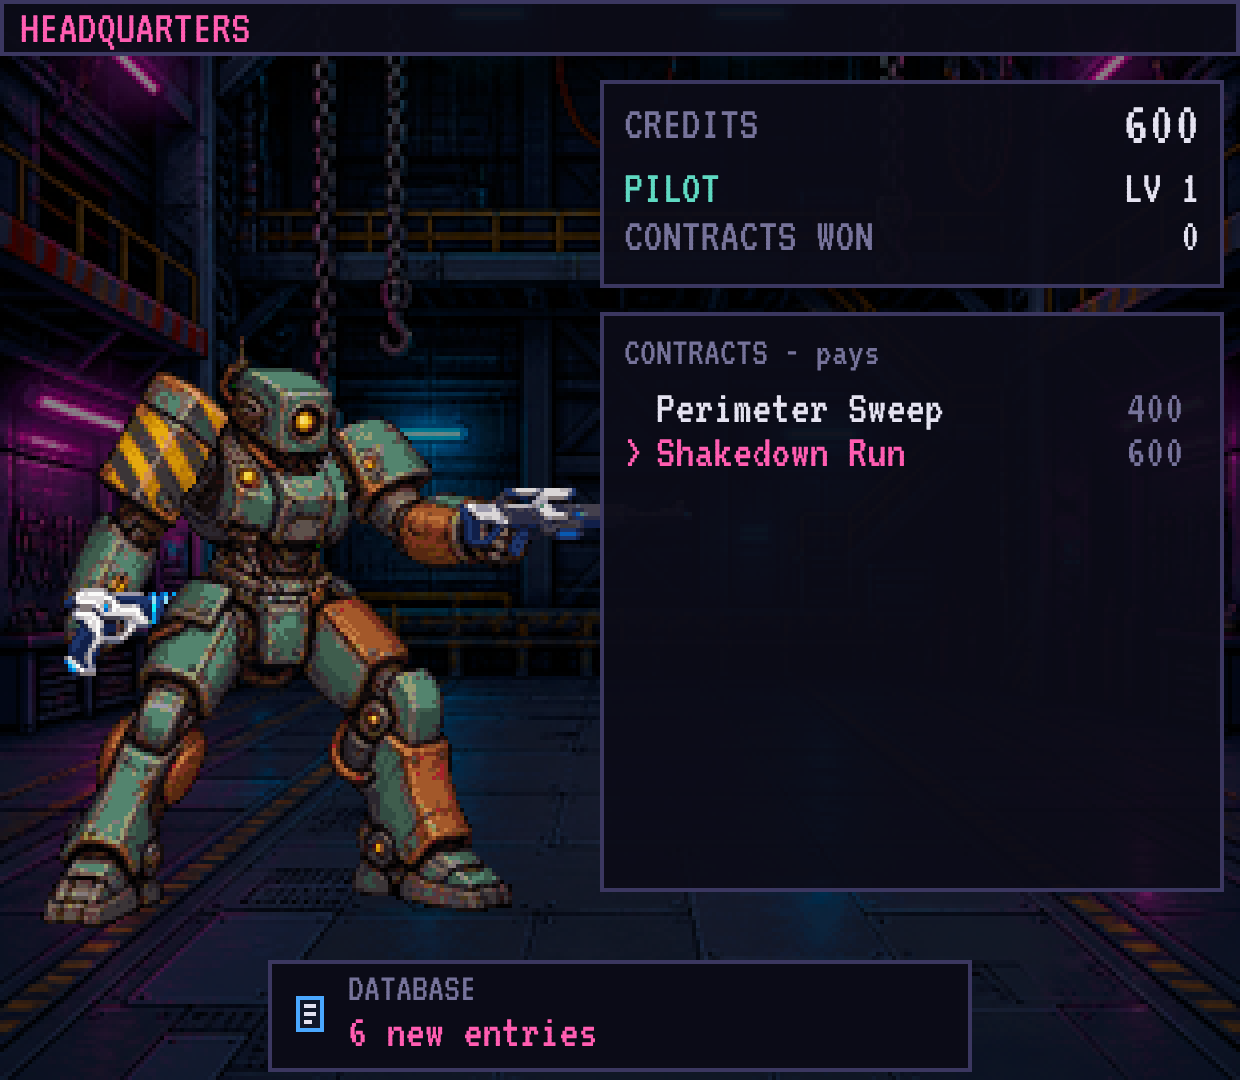 HEADQUARTERS
CREDITS 600
PILOT LV 1
CONTRACTS WON 0
CONTRACTS - pays
Perimeter Sweep 400
> Shakedown Run 600
DATABASE
6 new entries